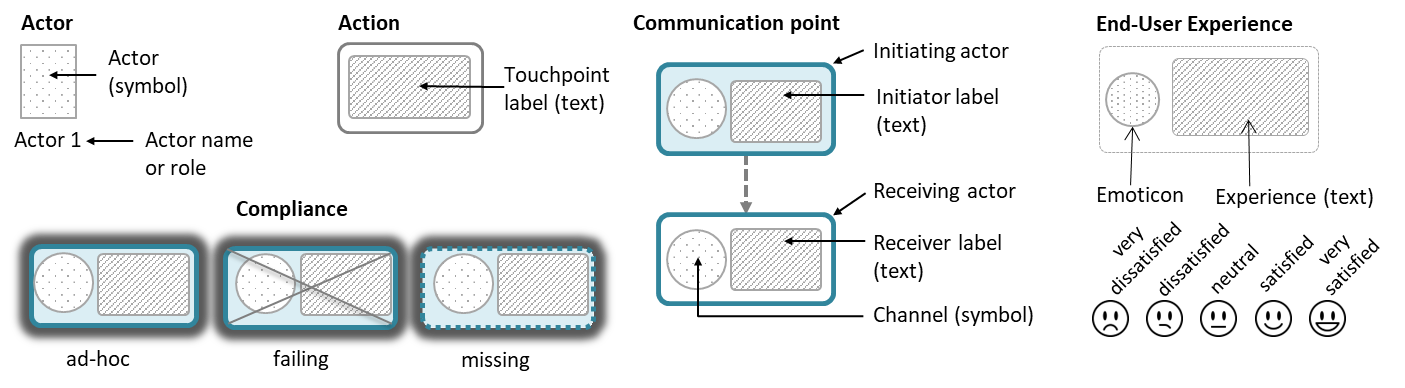 Actor
Actor
(symbol)
Actor 1
Actor name
or role
Action
Touchpoint
label (text)
Compliance
ad-hoc
failing
missing
Communication point
Initiating actor
Initiator label
(text)
Receiving actor
Receiver label
(text)
Channel (symbol)
End-User Experience
Emoticon
Experience (text)
very
dissatisfied
dissatisfied
neutral
satisfied
very
satisfied